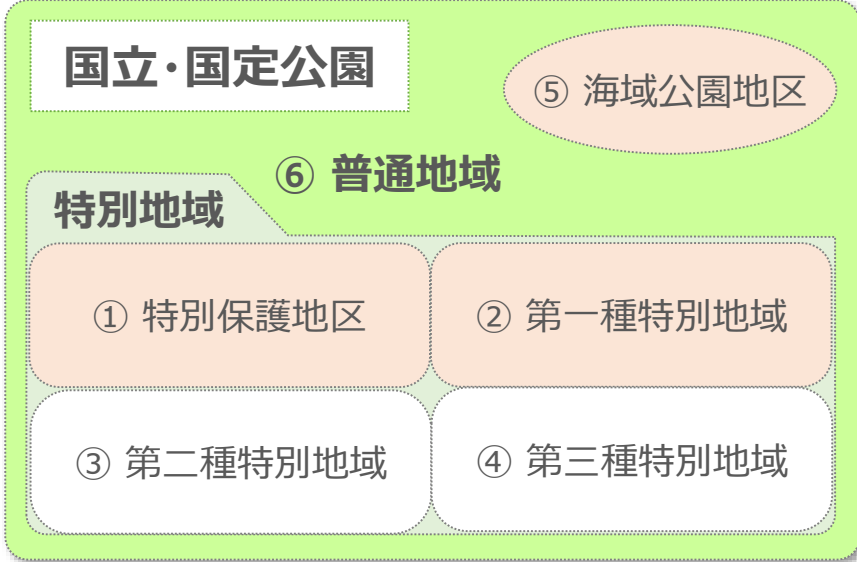 国立・国定公園
⑤ 海域公園地区
⑥ 普通地域
特別地域
① 特別保護地区
② 第一種特別地域
③ 第二種特別地域
④ 第三種特別地域